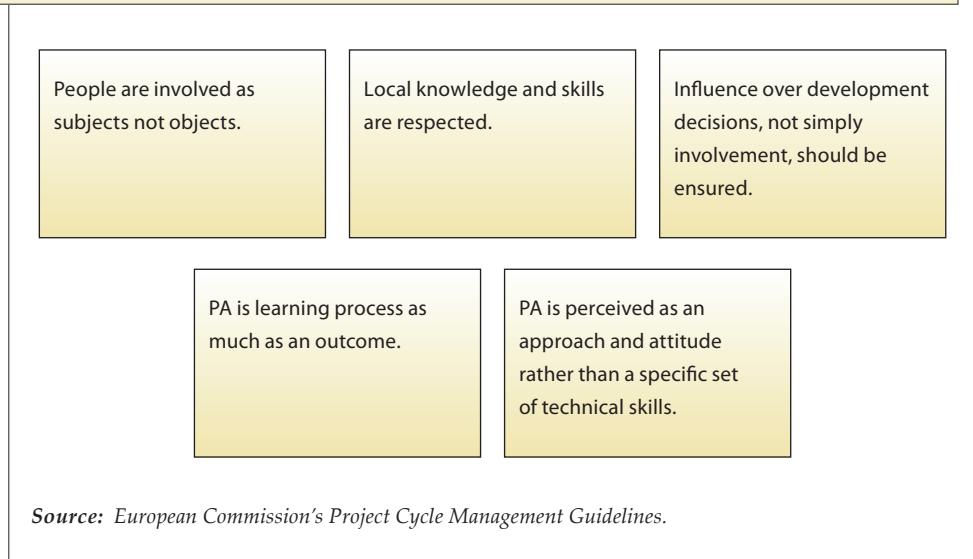 People are involved as
subjects not objects.
Local knowledge and skills
are respected.
Influence over development
decisions, not simply
involvement, should be
ensured.
PA is learning process as
much as an outcome.
PA is perceived as an
approach and attitude
rather than a specific set
of technical skills.
Source: European Commission's Project Cycle Management Guidelines.